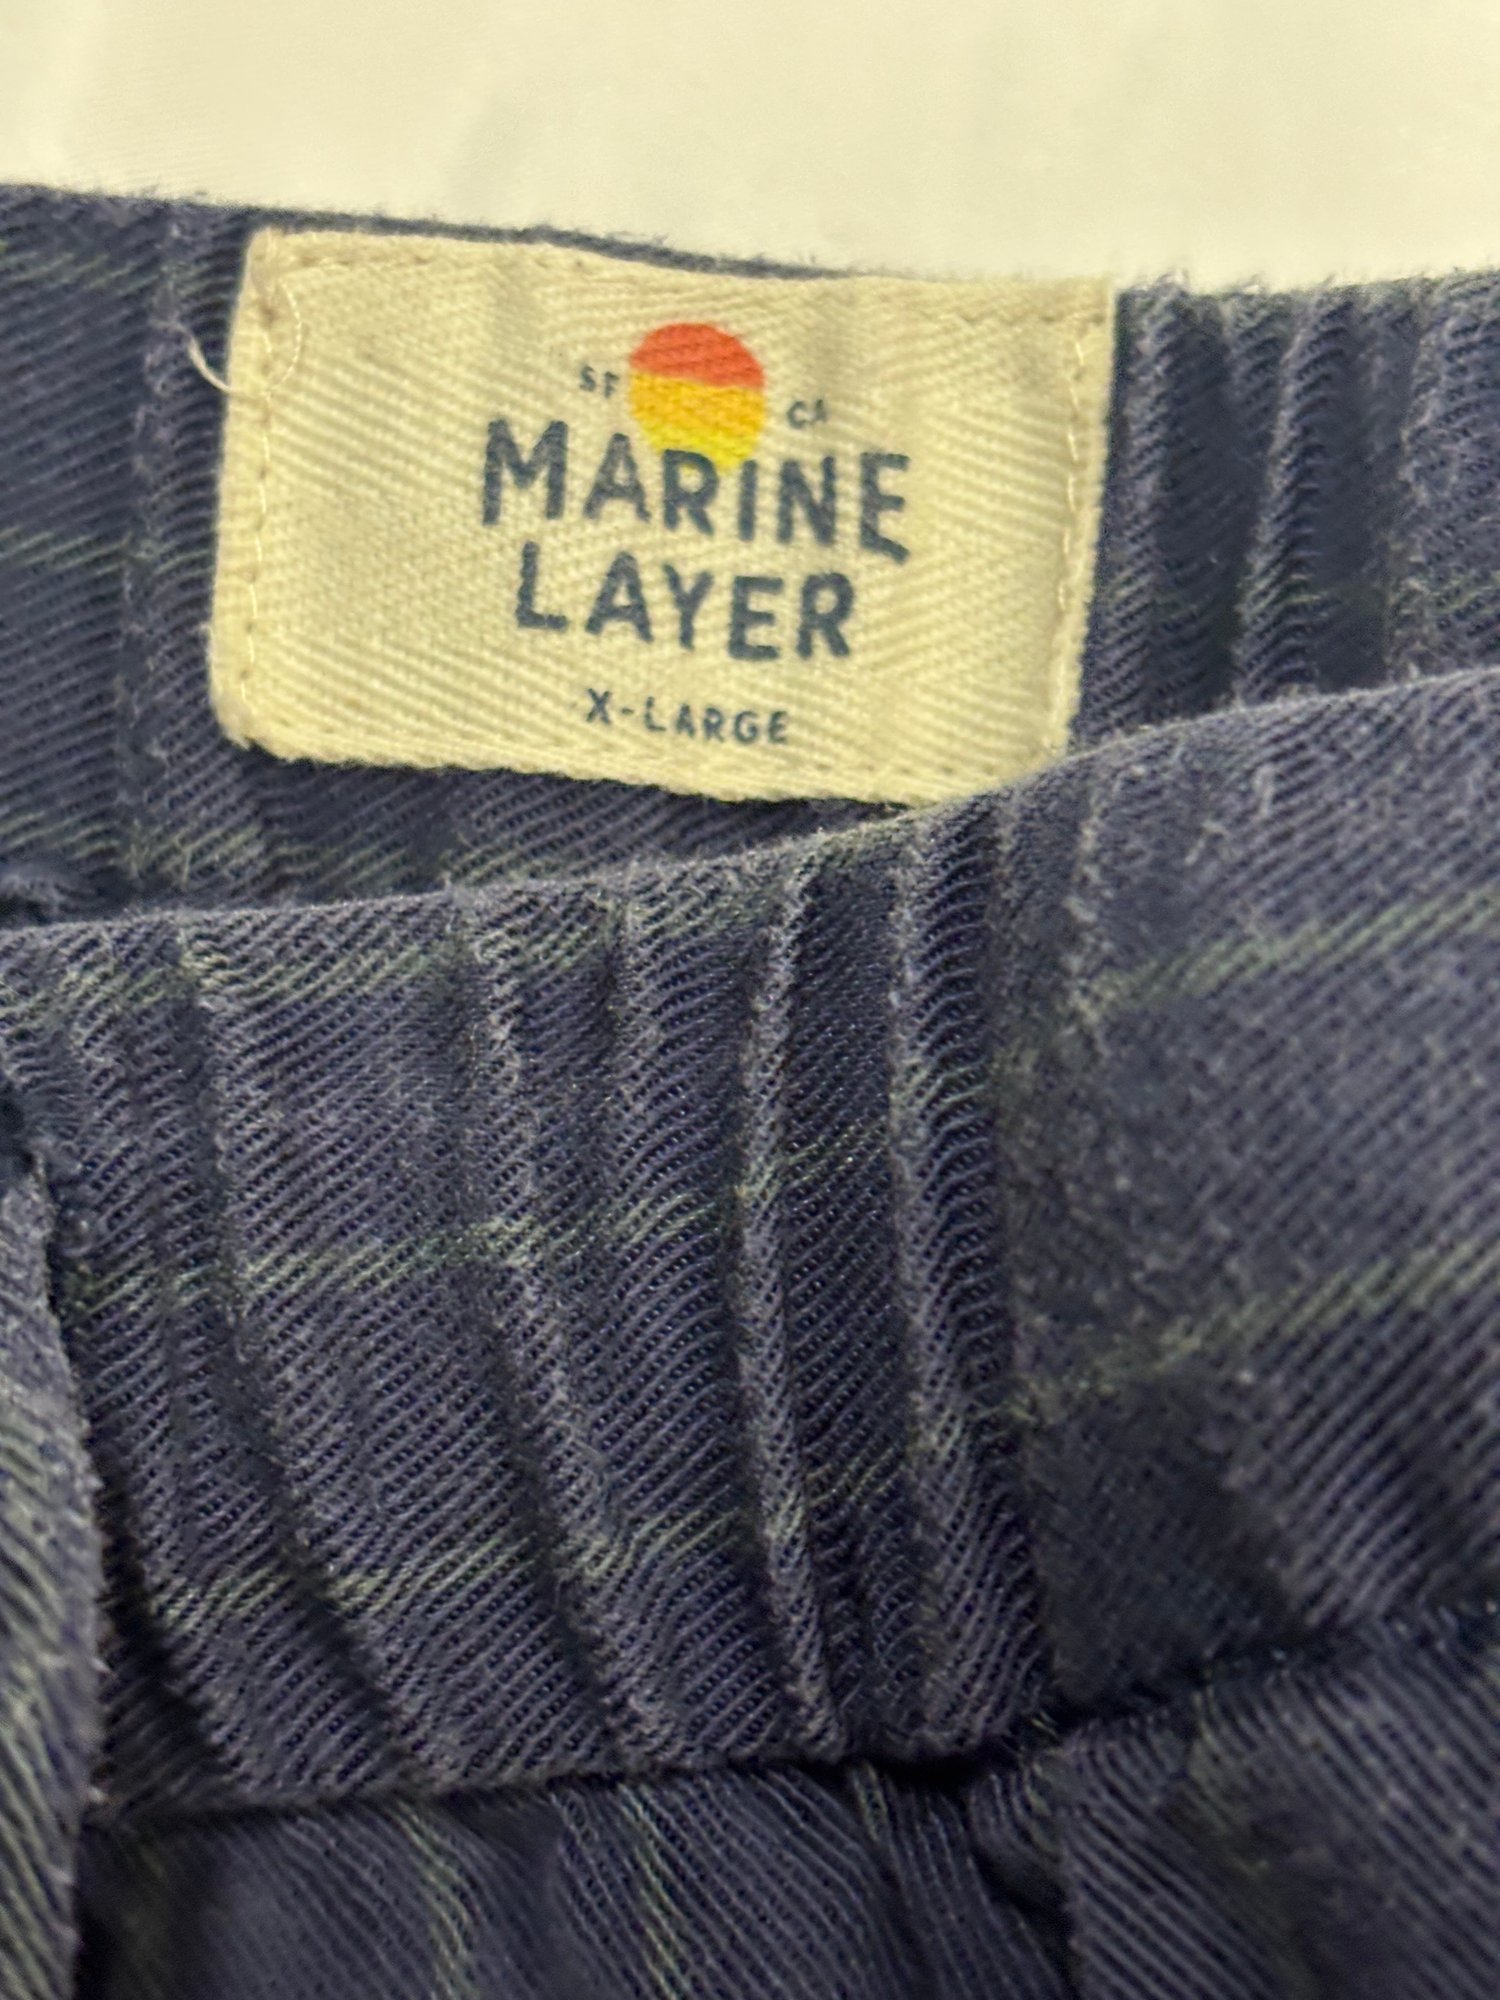 SF CA
MARINE
LAYER
X-LARGE